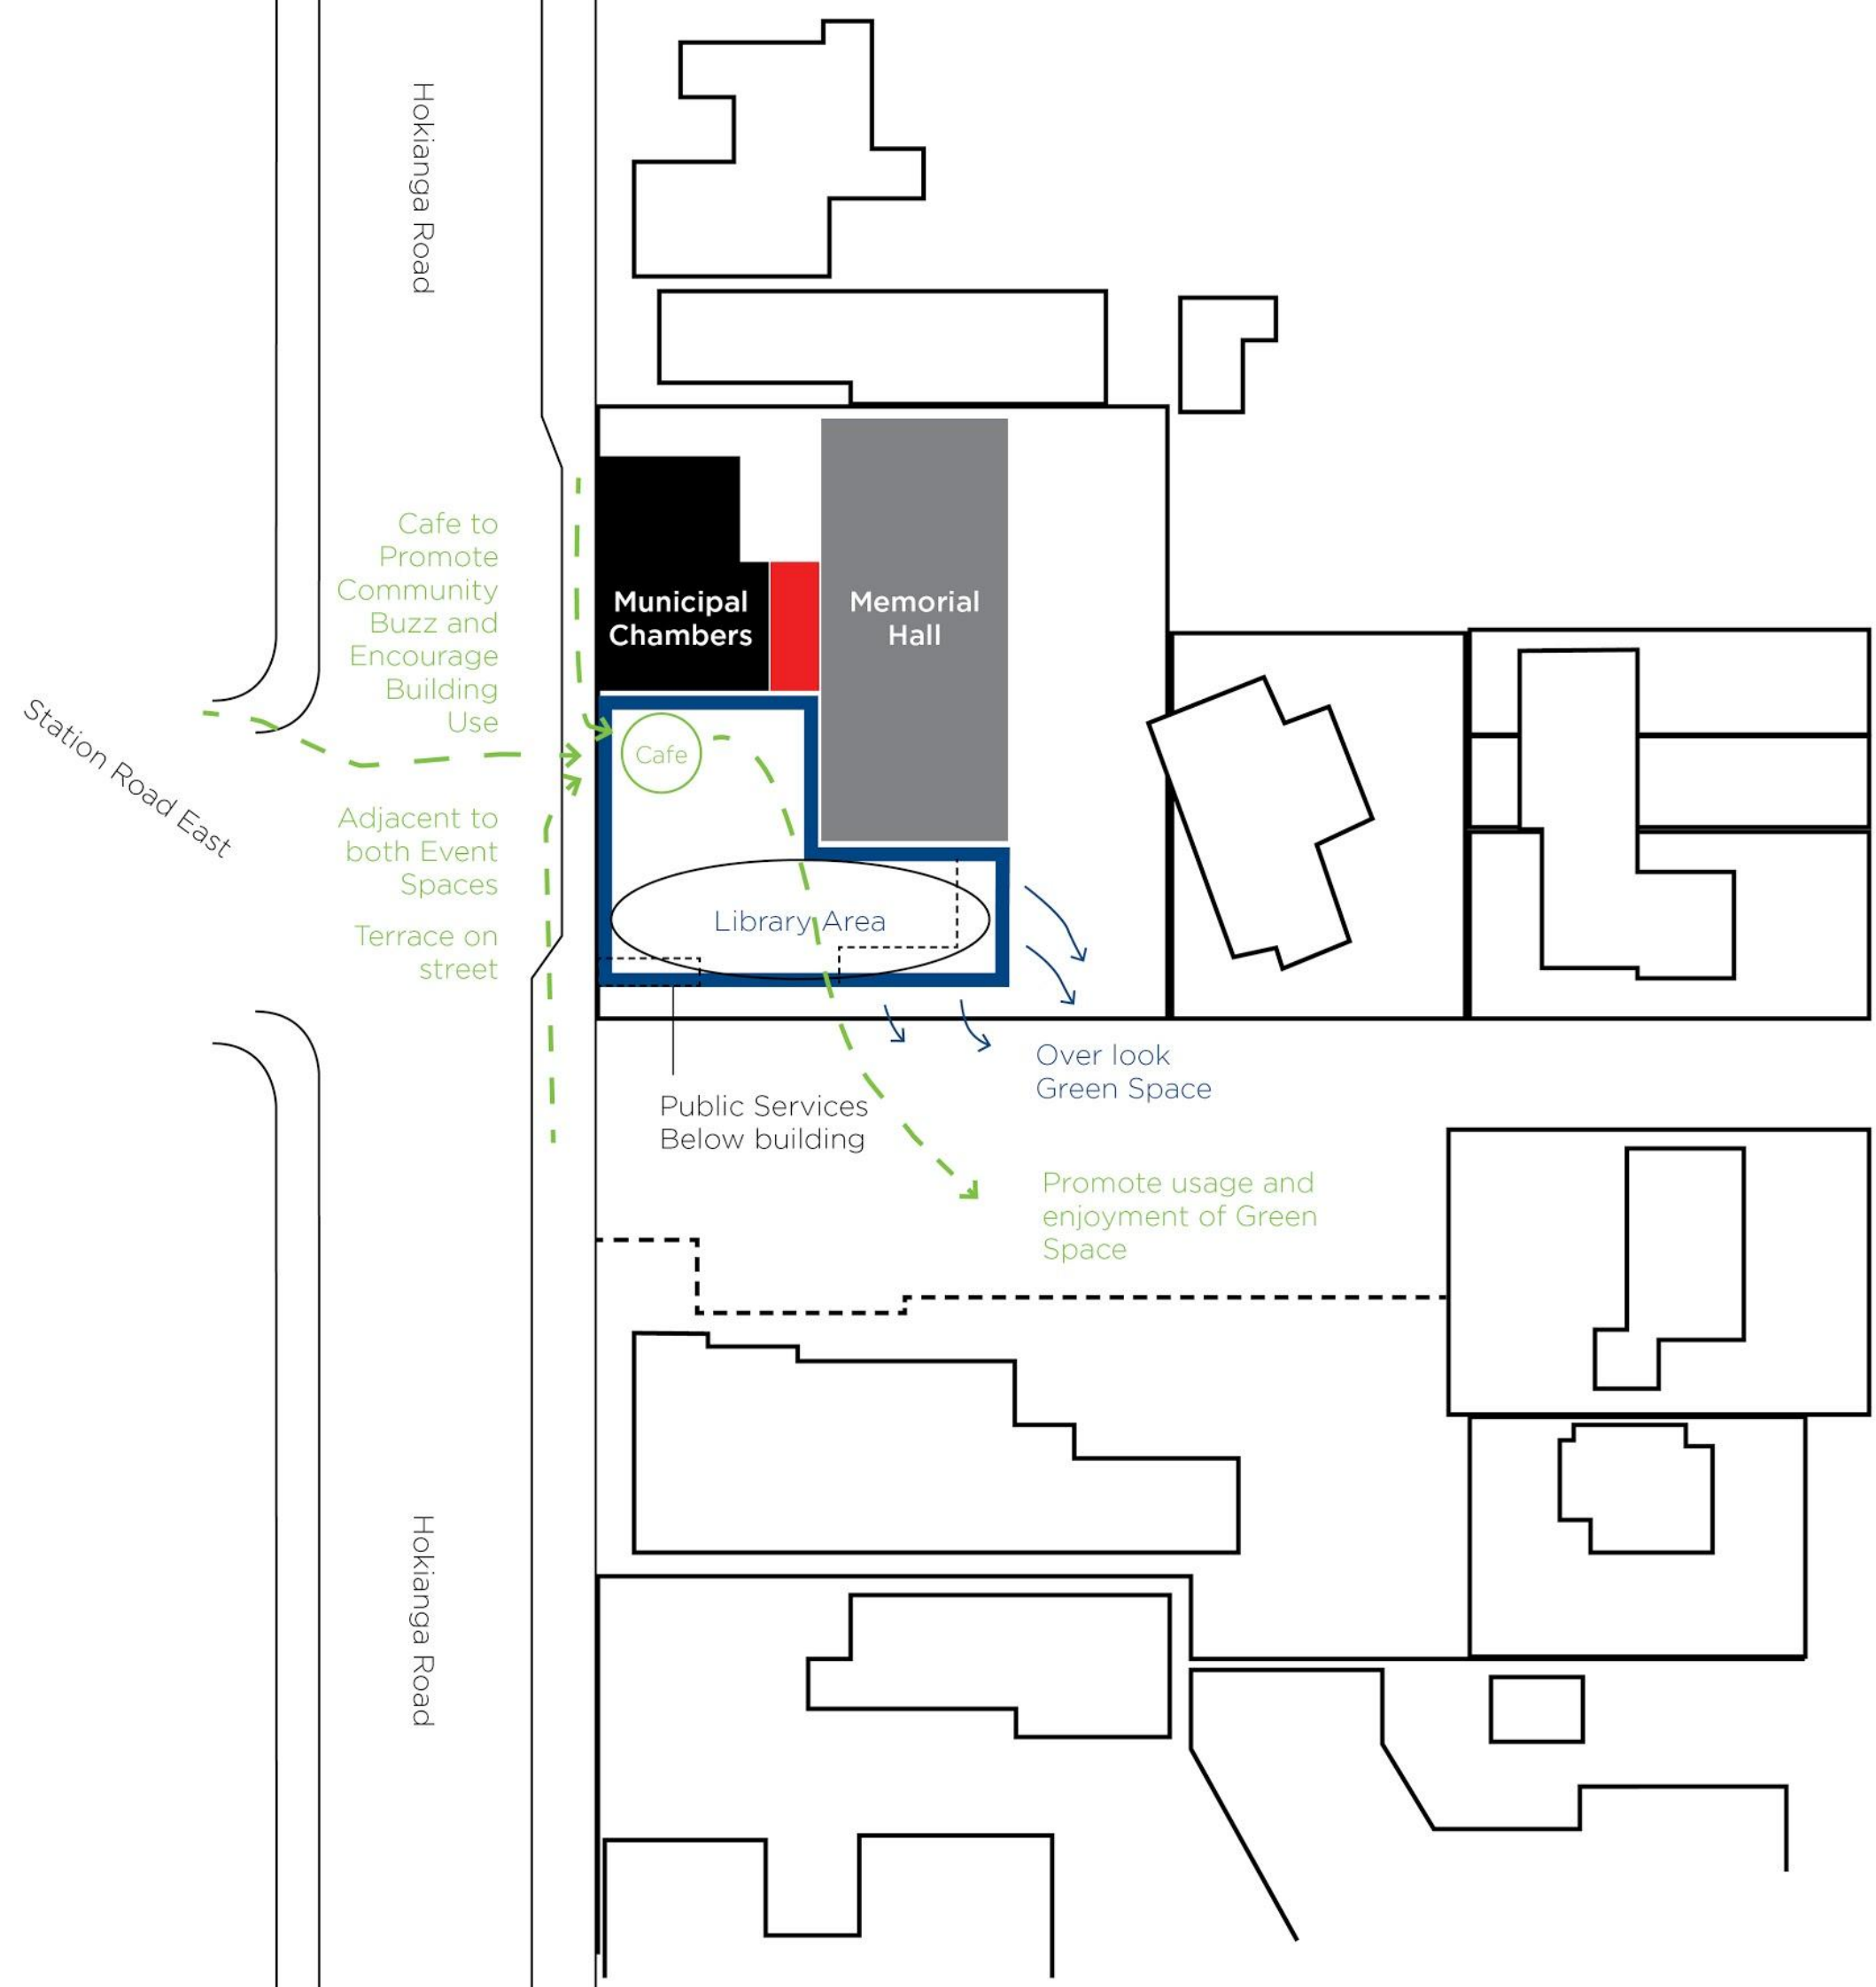 Hokianga Road
Cafe to
Promote
Community
Buzz and
Encourage
Building
Use
Municipal
Chambers
Memorial
Hall
Station Road East
Cafe
Adjacent to
both Event
Spaces
Terrace on
street
Library Area
Over look
Green Space
Public Services
Below building
Promote usage and
enjoyment of Green
Space
Hokianga Road